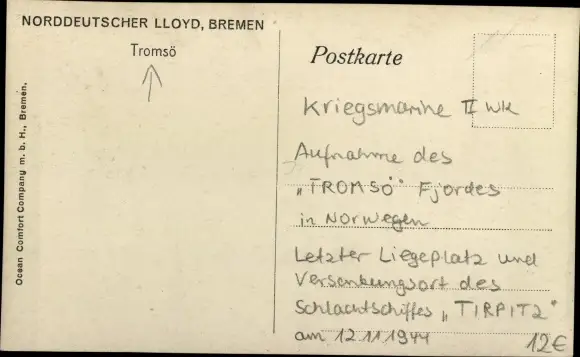 NORDDEUTSCHER LLOYD, BREMEN
Tromsö
Ocean Comfort Company m. b. H., Bremen.
Postkarte
Kriegsmarine II WK
Aufnahme des
„TROMSÖ“ Fjordes
in Norwegen
Letzter Liegeplatz und
Versenkungsort des
Schlachtschiffes „TIRPITZ“
am 12.11.1944
12€